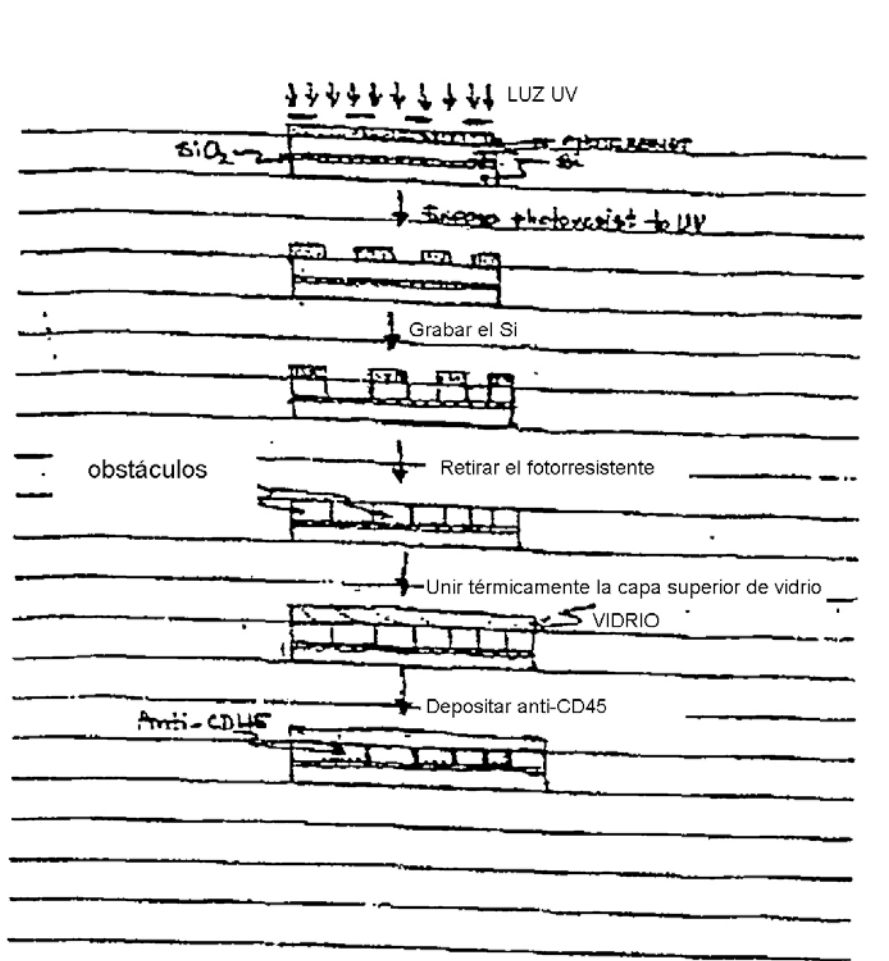 LUZ UV
SiO₂
Si
photoresist to UV
Grabar el Si
obstáculos
Retirar el fotorresistente
Unir térmicamente la capa superior de vidrio
VIDRIO
Depositar anti-CD45
Anti-CD45